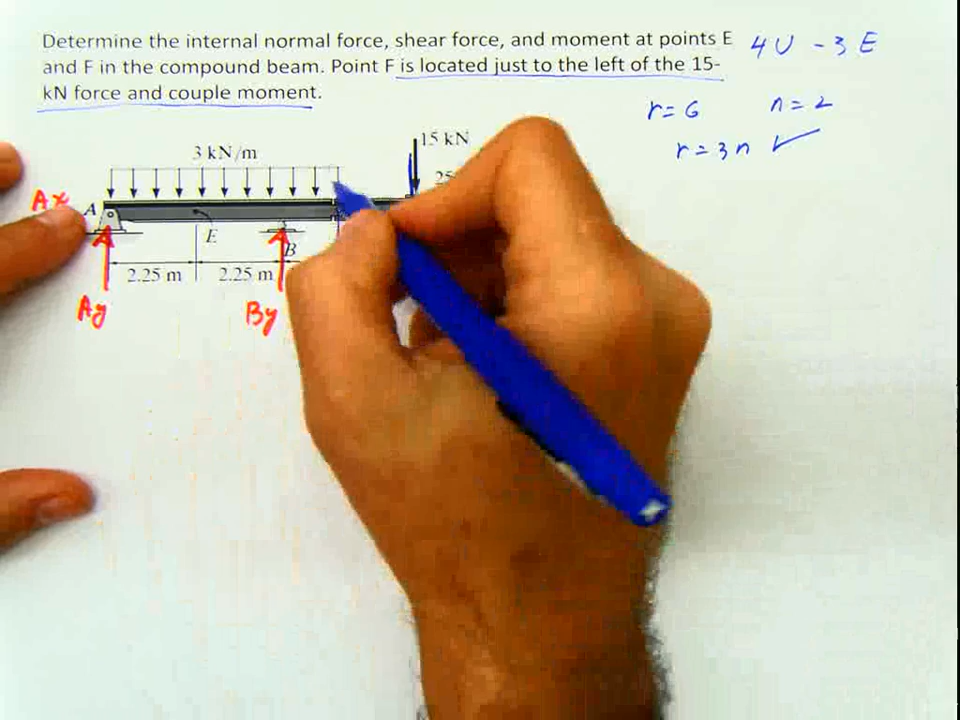 Determine the internal normal force, shear force, and moment at points E
and F in the compound beam. Point F is located just to the left of the 15-
kN force and couple moment.
4U - 3E
r=6 n=2
r=3n ✓
15 kN
3 kN/m
Ax A
E
B
2.25 m 2.25 m
Ay By